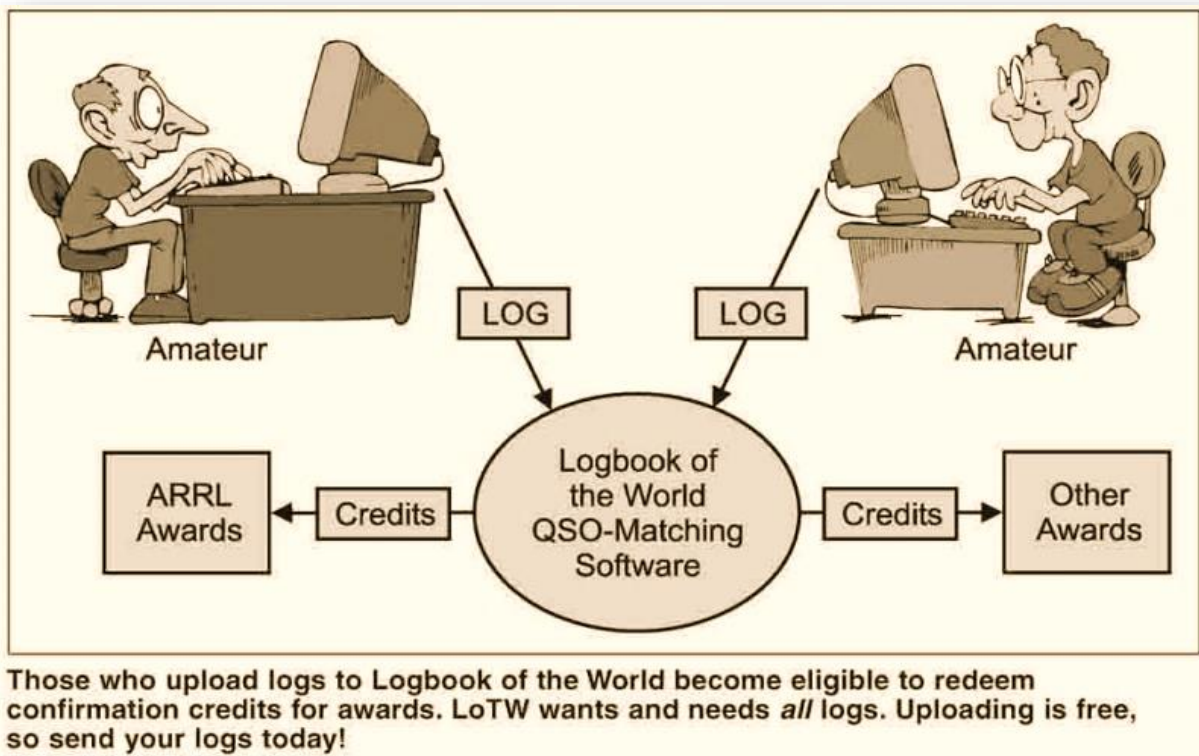 LOG
LOG
Amateur
Amateur
Logbook of
the World
QSO-Matching
Software
ARRL
Awards
Credits
Credits
Other
Awards
Those who upload logs to Logbook of the World become eligible to redeem
confirmation credits for awards. LoTW wants and needs all logs. Uploading is free,
so send your logs today!